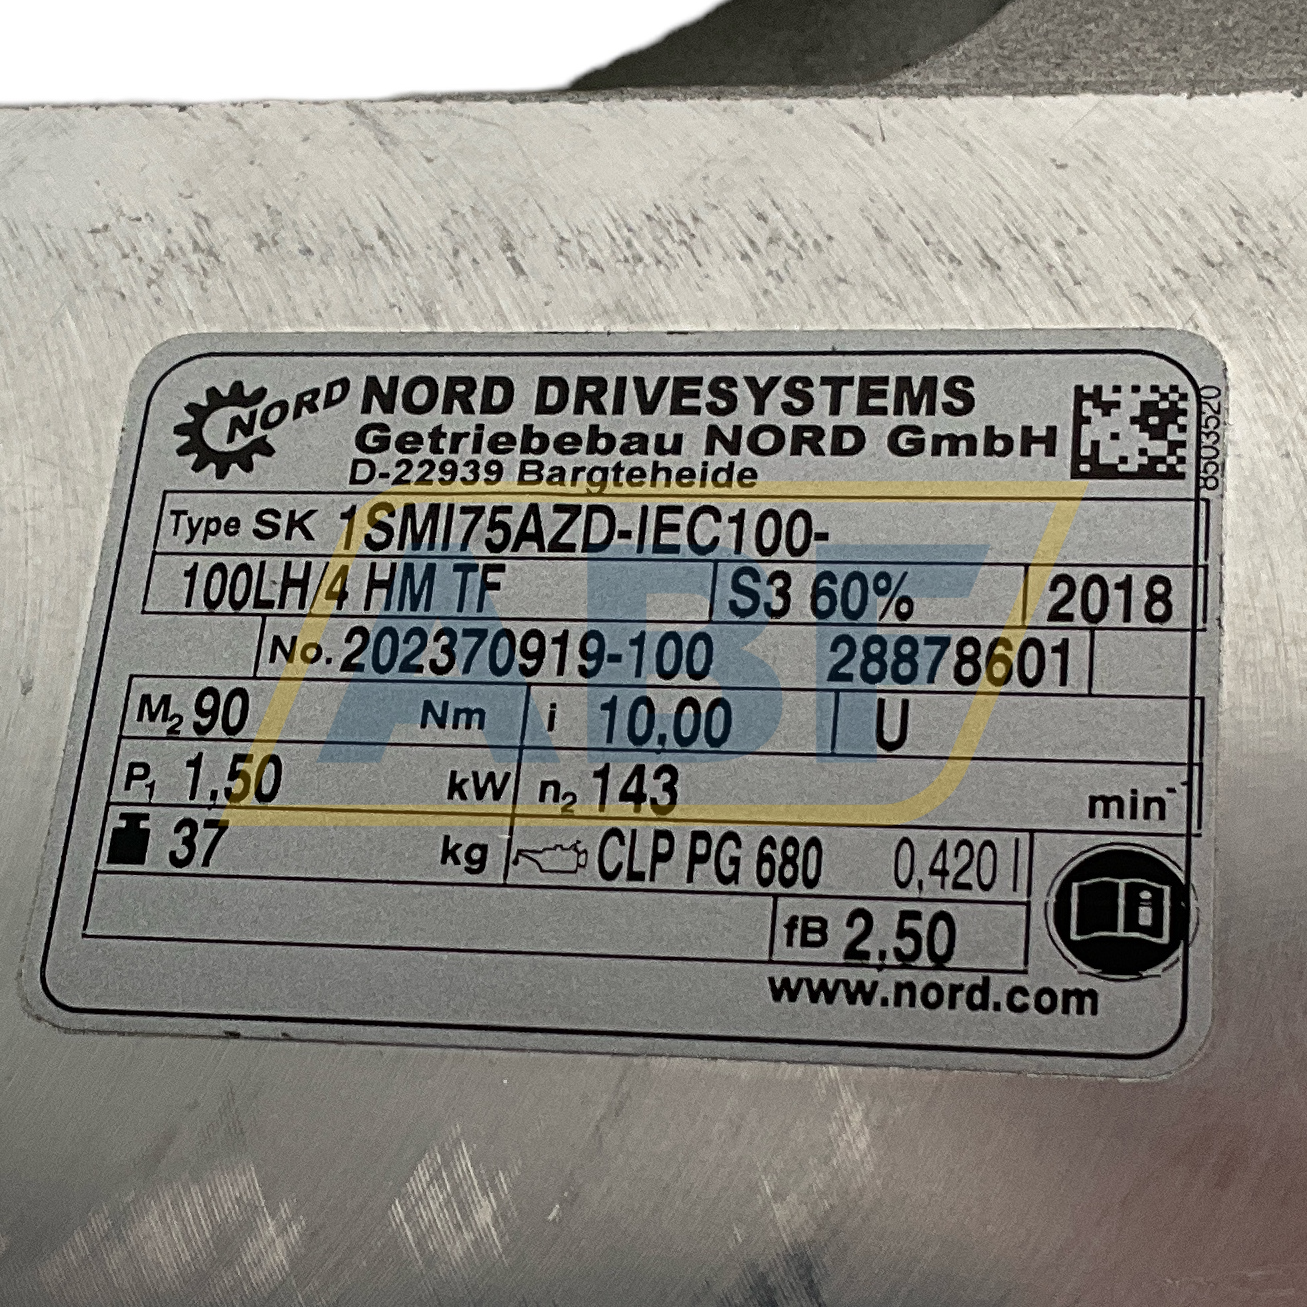 NORD NORD DRIVESYSTEMS
Getriebebau NORD GmbH
D-22939 Bargteheide
8503520
Type SK 1SMI75AZD-IEC100-
100LH/4 HM TF S3 60% 2018
No. 202370919-100 28878601
M2 90 Nm i 10,00 U
P1 1,50 kW n2 143 min-1
37 kg CLP PG 680 0,420 l
fB 2,50
www.nord.com
ABF